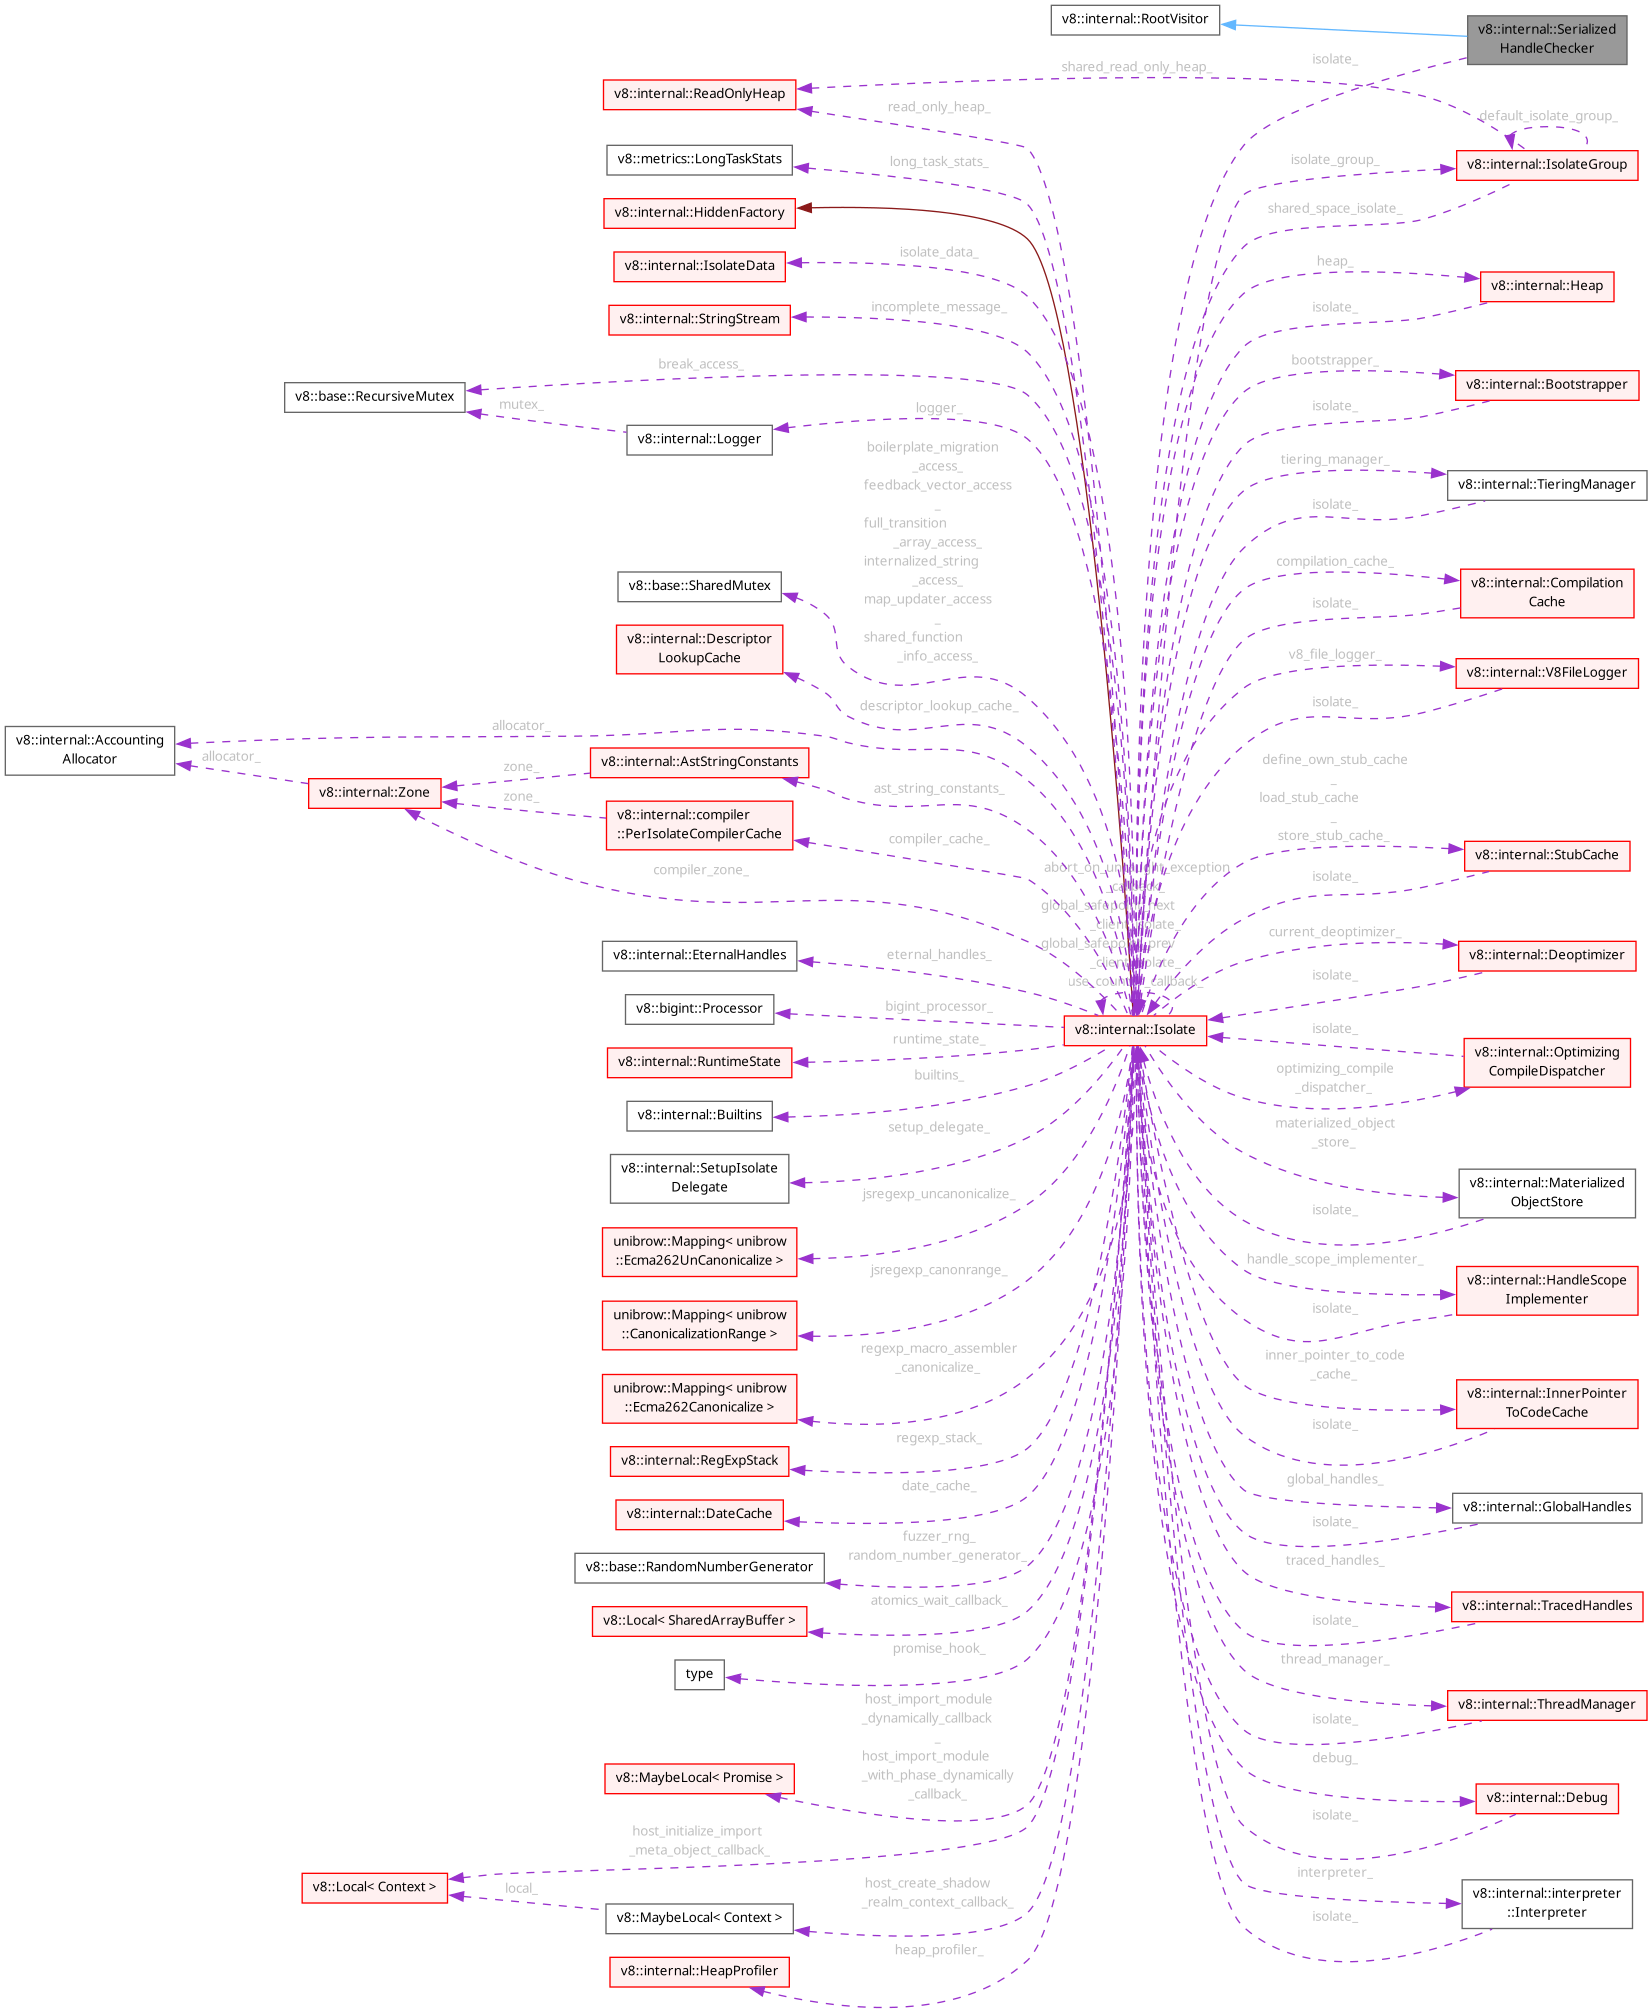 v8::internal::RootVisitor
v8::internal::Serialized
HandleChecker
isolate_
shared_read_only_heap_
v8::internal::ReadOnlyHeap
read_only_heap_
default_isolate_group_
v8::metrics::LongTaskStats
long_task_stats_
isolate_group_
v8::internal::IsolateGroup
v8::internal::HiddenFactory
shared_space_isolate_
v8::internal::IsolateData
isolate_data_
heap_
v8::internal::Heap
v8::internal::StringStream
incomplete_message_
isolate_
break_access_
bootstrapper_
v8::internal::Bootstrapper
v8::base::RecursiveMutex
mutex_
logger_
isolate_
v8::internal::Logger
boilerplate_migration
_access_
feedback_vector_access
_
full_transition
_array_access_
internalized_string
_access_
map_updater_access
_
shared_function
_info_access_
tiering_manager_
v8::internal::TieringManager
isolate_
v8::base::SharedMutex
compilation_cache_
v8::internal::Compilation
Cache
isolate_
v8::internal::Descriptor
LookupCache
v8_file_logger_
v8::internal::V8FileLogger
descriptor_lookup_cache_
isolate_
v8::internal::Accounting
Allocator
allocator_
allocator_
v8::internal::AstStringConstants
zone_
ast_string_constants_
v8::internal::Zone
zone_
v8::internal::compiler
::PerIsolateCompilerCache
compiler_cache_
compiler_zone_
define_own_stub_cache
_
load_stub_cache
_
store_stub_cache_
v8::internal::StubCache
isolate_
global_safepoint_prev
v8::internal::EternalHandles
eternal_handles_
current_deoptimizer_
v8::internal::Deoptimizer
isolate_
v8::bigint::Processor
bigint_processor_
v8::internal::Isolate
v8::internal::RuntimeState
runtime_state_
isolate_
v8::internal::Optimizing
CompileDispatcher
optimizing_compile
_dispatcher_
v8::internal::Builtins
builtins_
v8::internal::SetupIsolate
Delegate
setup_delegate_
materialized_object
_store_
v8::internal::Materialized
ObjectStore
isolate_
unibrow::Mapping< unibrow
::Ecma262UnCanonicalize >
jsregexp_uncanonicalize_
handle_scope_implementer_
v8::internal::HandleScope
Implementer
isolate_
unibrow::Mapping< unibrow
::CanonicalizationRange >
jsregexp_canonrange_
unibrow::Mapping< unibrow
::Ecma262Canonicalize >
regexp_macro_assembler
_canonicalize_
inner_pointer_to_code
_cache_
v8::internal::InnerPointer
ToCodeCache
isolate_
v8::internal::RegExpStack
regexp_stack_
global_handles_
v8::internal::GlobalHandles
isolate_
v8::internal::DateCache
date_cache_
v8::base::RandomNumberGenerator
fuzzer_rng_
random_number_generator_
traced_handles_
v8::internal::TracedHandles
isolate_
v8::Local< SharedArrayBuffer >
atomics_wait_callback_
type
promise_hook_
thread_manager_
v8::internal::ThreadManager
isolate_
v8::MaybeLocal< Promise >
host_import_module
_dynamically_callback
_
host_import_module
_with_phase_dynamically
_callback_
debug_
v8::internal::Debug
isolate_
v8::Local< Context >
host_initialize_import
_meta_object_callback_
local_
v8::MaybeLocal< Context >
host_create_shadow
_realm_context_callback_
interpreter_
v8::internal::interpreter
::Interpreter
isolate_
v8::internal::HeapProfiler
heap_profiler_